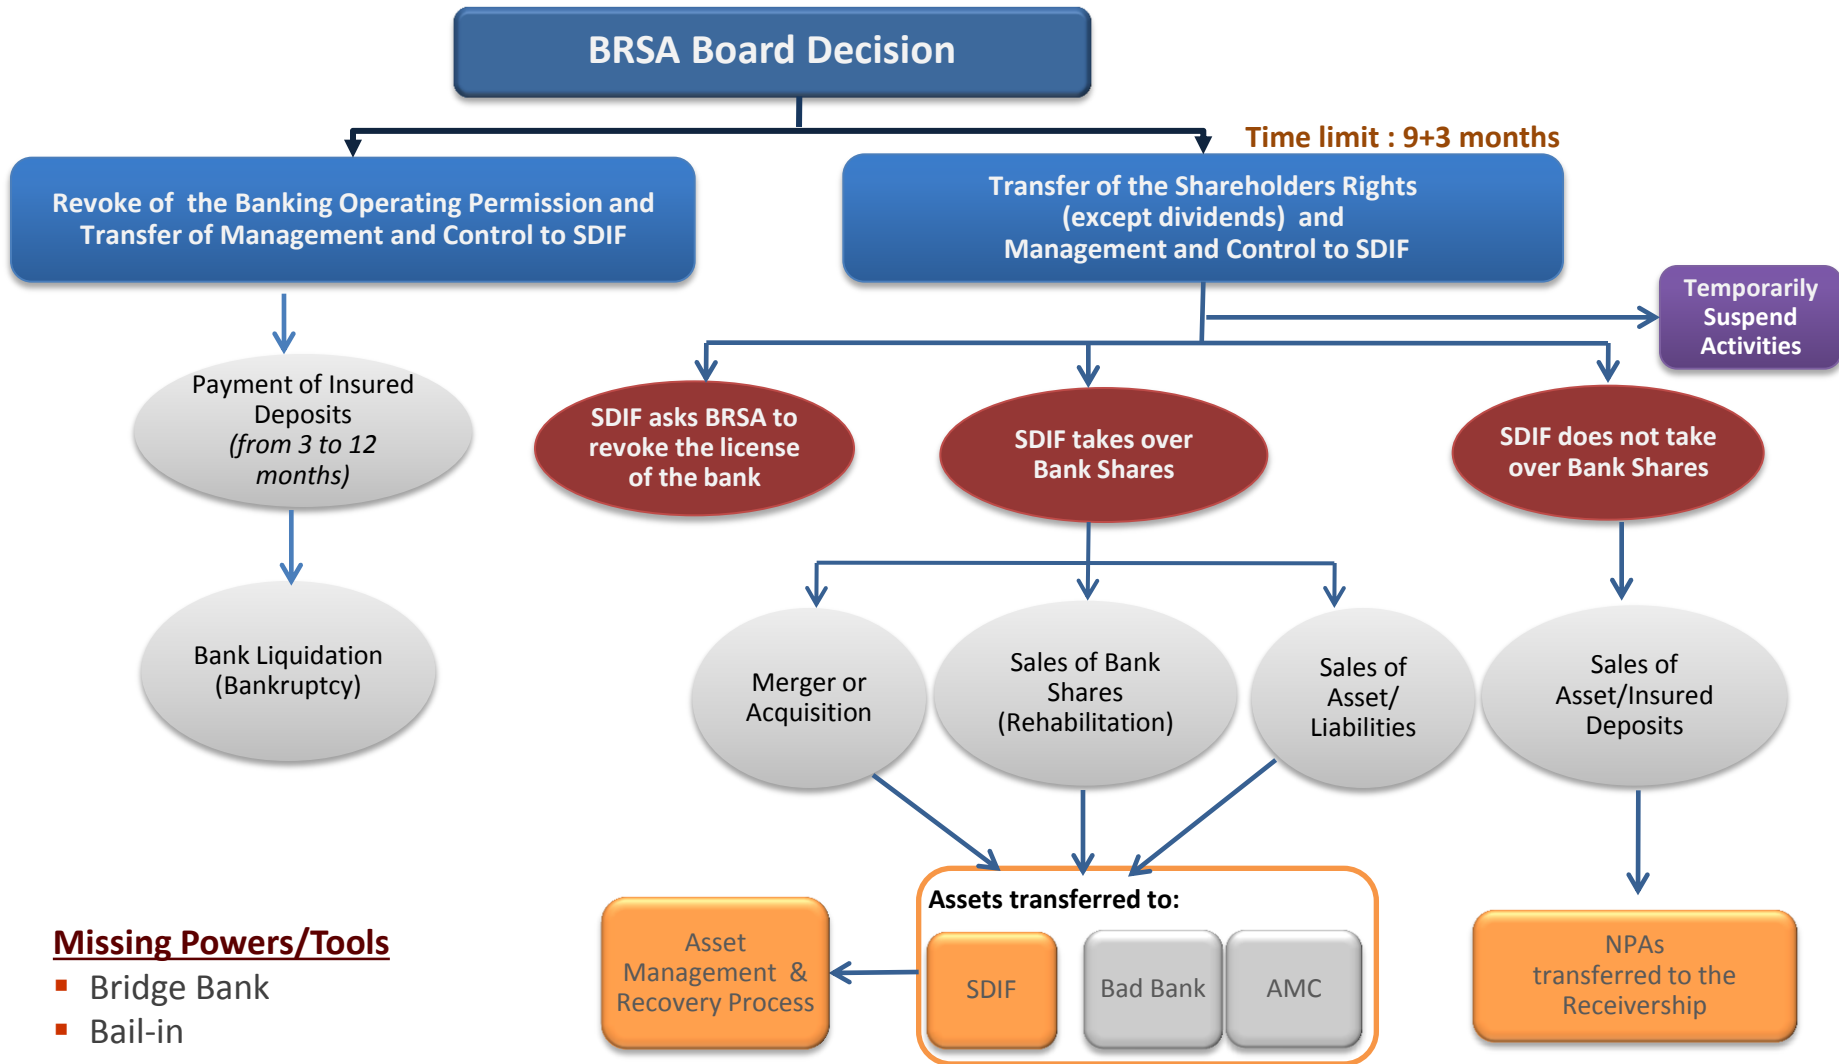 BRSA Board Decision
Time limit : 9+3 months
Revoke of the Banking Operating Permission and
Transfer of Management and Control to SDIF
Transfer of the Shareholders Rights
(except dividends) and
Management and Control to SDIF
Temporarily
Suspend
Activities
Payment of Insured
Deposits
(from 3 to 12
months)
SDIF asks BRSA to
revoke the license
of the bank
SDIF takes over
Bank Shares
SDIF does not take
over Bank Shares
Bank Liquidation
(Bankruptcy)
Merger or
Acquisition
Sales of Bank
Shares
(Rehabilitation)
Sales of
Asset/
Liabilities
Sales of
Asset/Insured
Deposits
Assets transferred to:
Asset
Management &
Recovery Process
SDIF
Bad Bank
AMC
NPAs
transferred to the
Receivership
Missing Powers/Tools
▪ Bridge Bank
▪ Bail-in